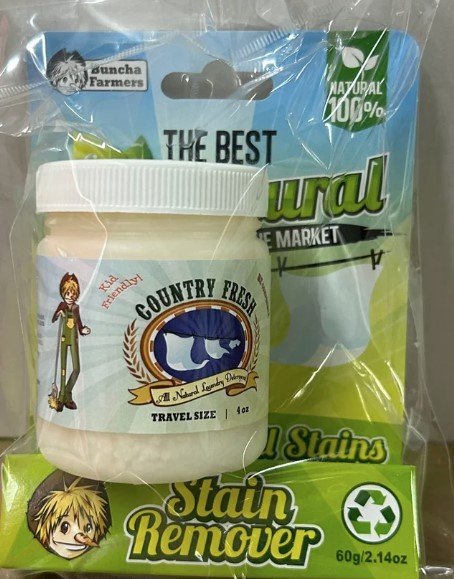 Buncha
Farmers
NATURAL
100%
THE BEST
ural
E MARKET
Kid
Friendly!
COUNTRY FRESH
All Natural Laundry Detergent
TRAVEL SIZE | 4 oz
l Stains
Stain
Remover
60g/2.14oz